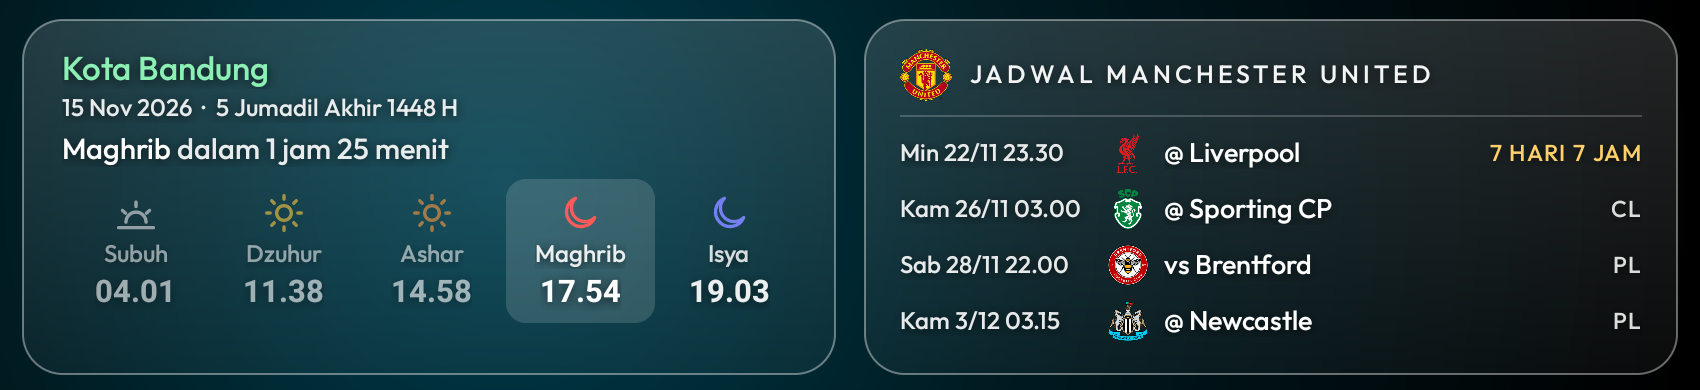 Kota Bandung
15 Nov 2026 · 5 Jumadil Akhir 1448 H
Maghrib dalam 1 jam 25 menit
Subuh Dzuhur Ashar Maghrib Isya
04.01 11.38 14.58 17.54 19.03
MANCHESTER UNITED
JADWAL MANCHESTER UNITED
Min 22/11 23.30 L.F.C. @ Liverpool 7 HARI 7 JAM
Kam 26/11 03.00 SCP @ Sporting CP CL
Sab 28/11 22.00 vs Brentford PL
Kam 3/12 03.15 @ Newcastle PL